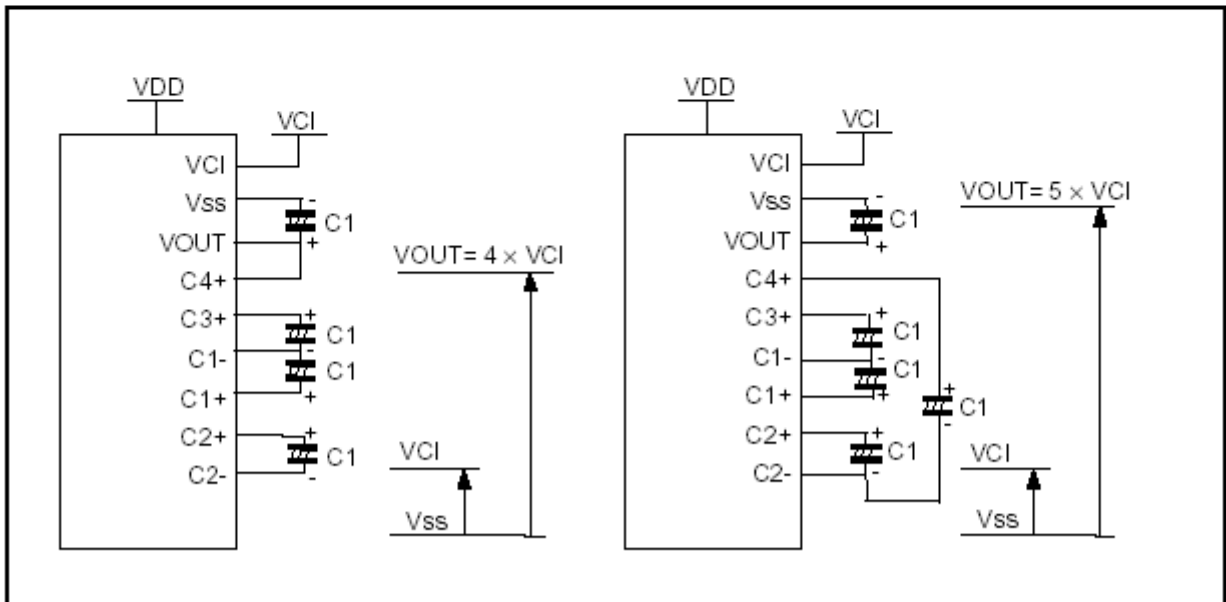 VDD
VCI
VCI
Vss
-
C1
VOUT
+
C4+
C3+
+
C1
C1-
-
C1
C1+
+
C2+
+
C1
C2-
-
VOUT= 4 × VCI
VCI
Vss
VDD
VCI
VCI
Vss
-
C1
VOUT
+
C4+
C3+
+
C1
C1-
-
C1
C1+
+
+
C1
-
C2+
+
C1
C2-
-
VOUT= 5 × VCI
VCI
Vss